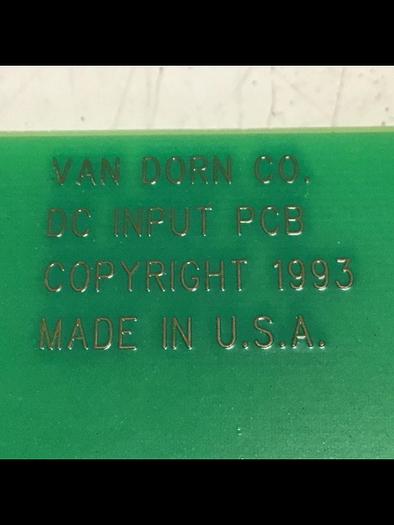 VAN DORN CO.
DC INPUT PCB
COPYRIGHT 1993
MADE IN U.S.A.